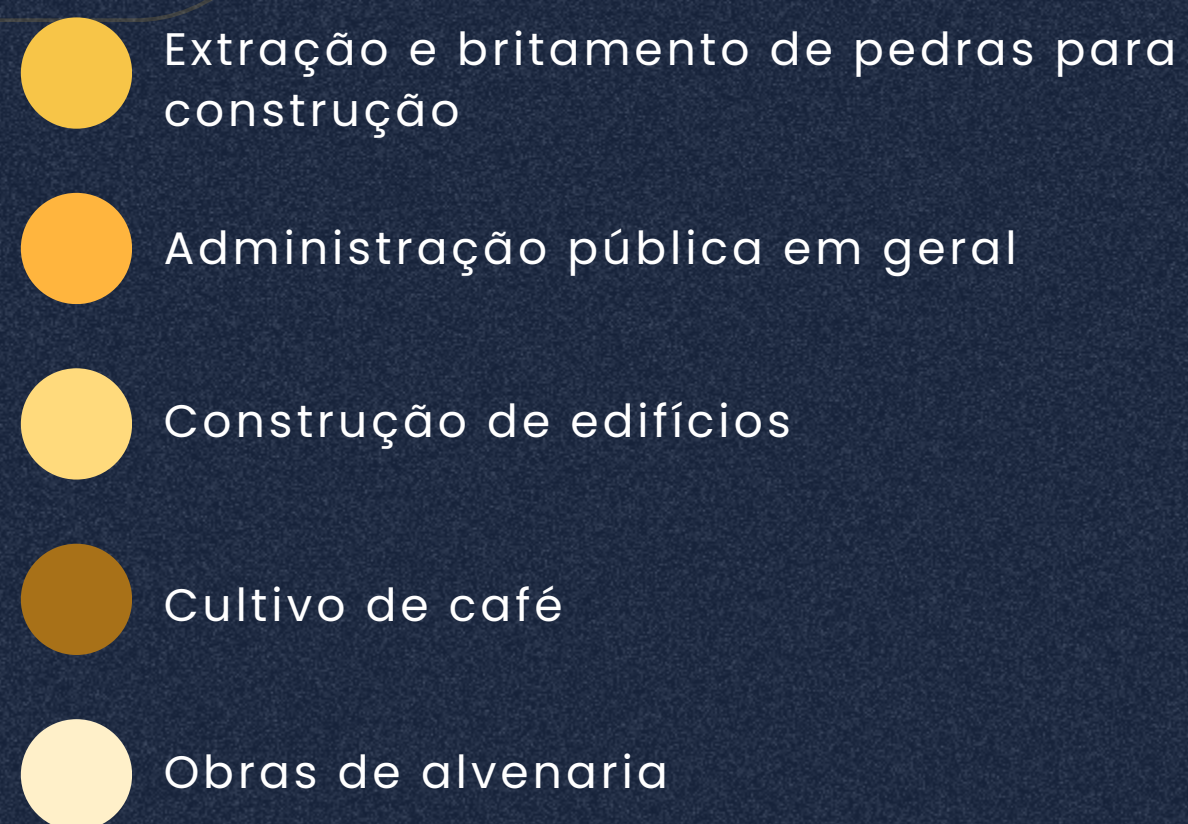 Extração e britamento de pedras para
construção
Administração pública em geral
Construção de edifícios
Cultivo de café
Obras de alvenaria